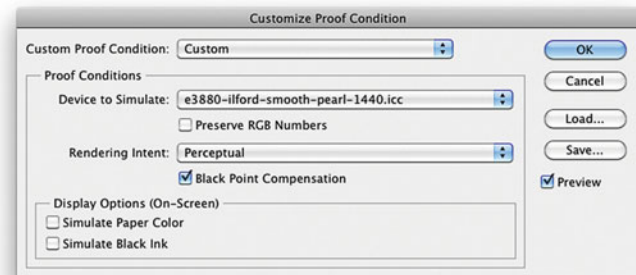 Customize Proof Condition
Custom Proof Condition: Custom
OK
Proof Conditions
Cancel
Device to Simulate: e3880-ilford-smooth-pearl-1440.icc
Preserve RGB Numbers
Load...
Rendering Intent: Perceptual
Save...
Black Point Compensation
Preview
Display Options (On-Screen)
Simulate Paper Color
Simulate Black Ink